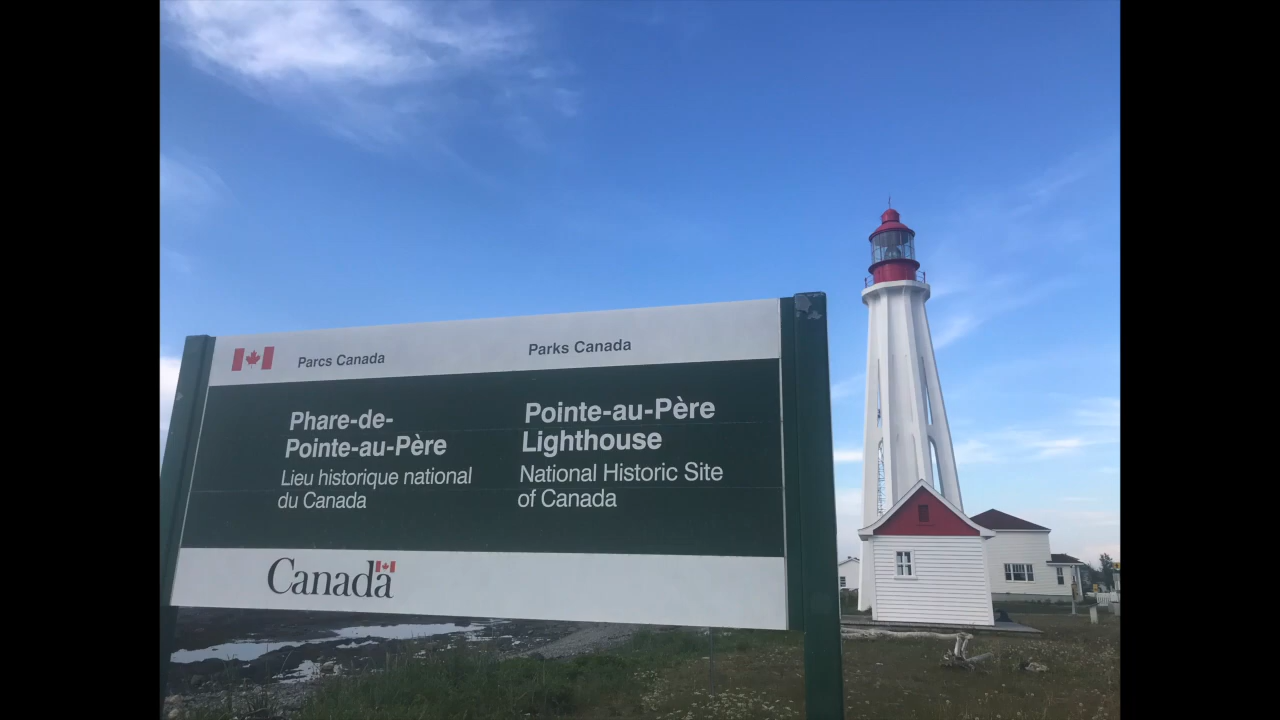 Parcs Canada
Parks Canada
Phare-de-
Pointe-au-Père
Lieu historique national
du Canada
Pointe-au-Père
Lighthouse
National Historic Site
of Canada
Canada